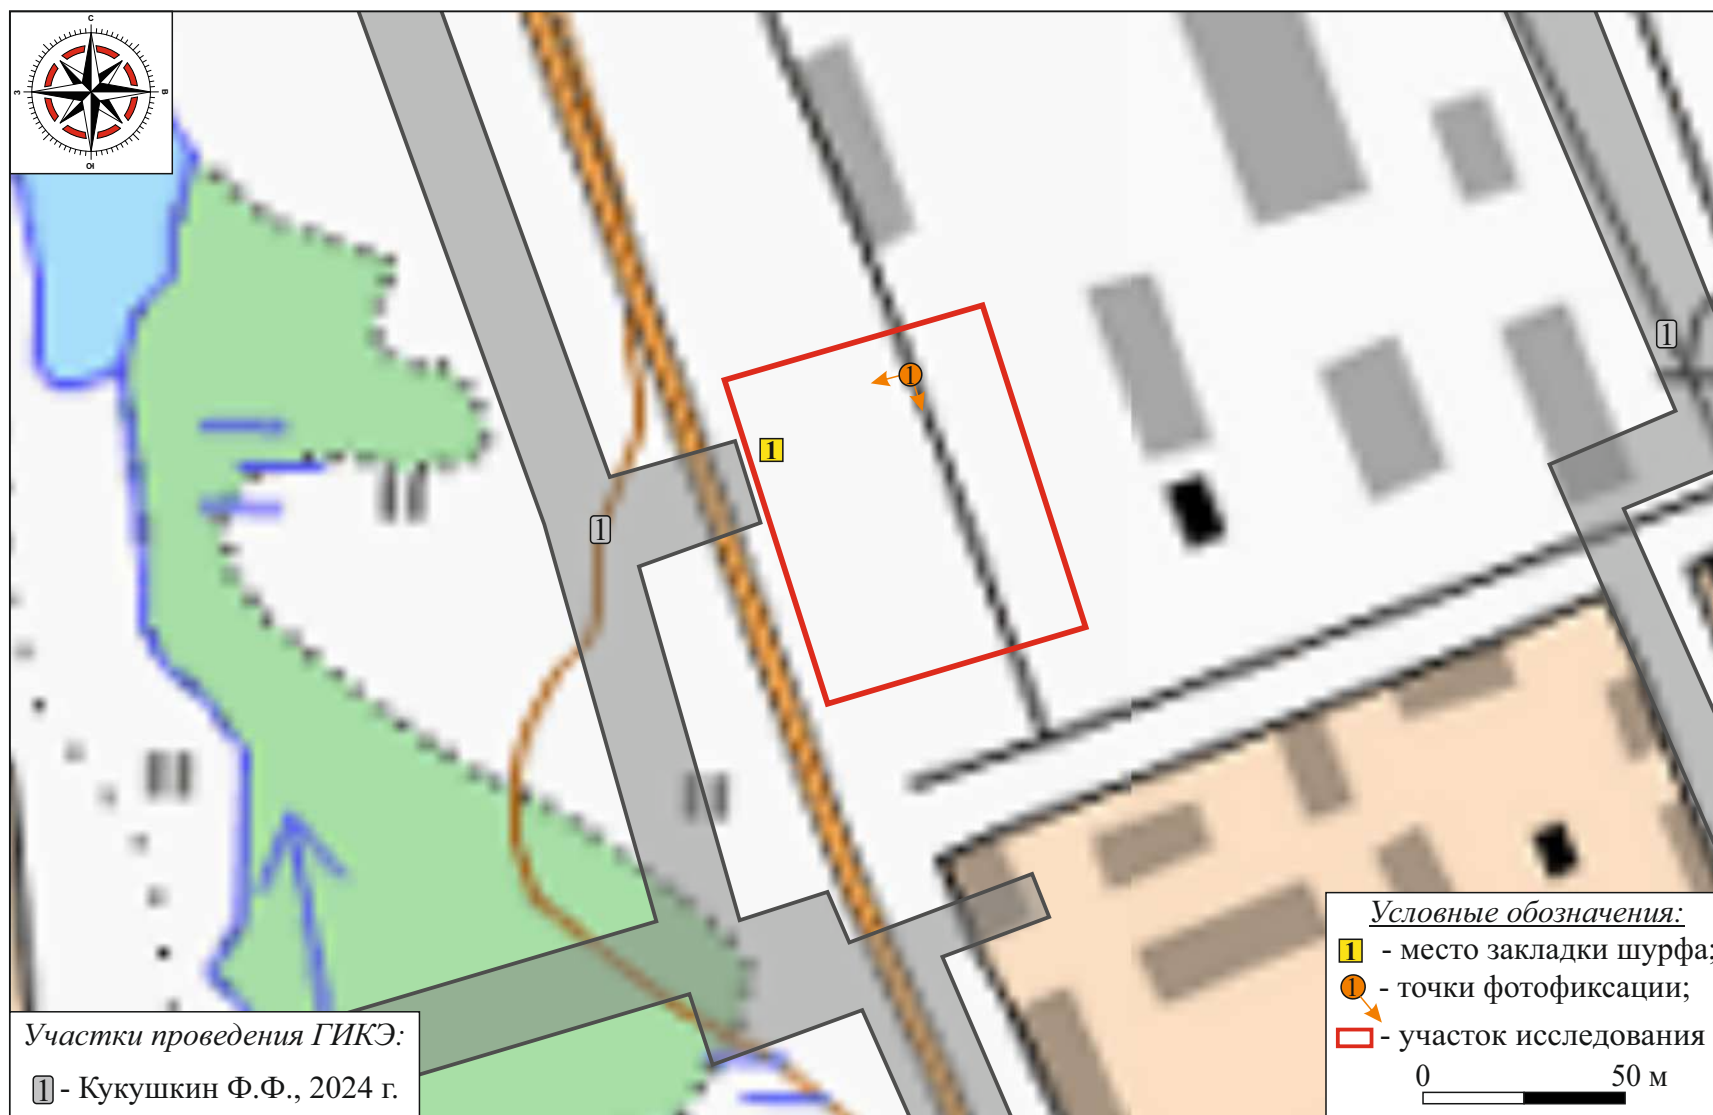 С
З
В
Ю
1
1
1
1
Условные обозначения:
1 - место закладки шурфа;
1 - точки фотофиксации;
- участок исследования
0 50 м
Участки проведения ГИКЭ:
1 - Кукушкин Ф.Ф., 2024 г.